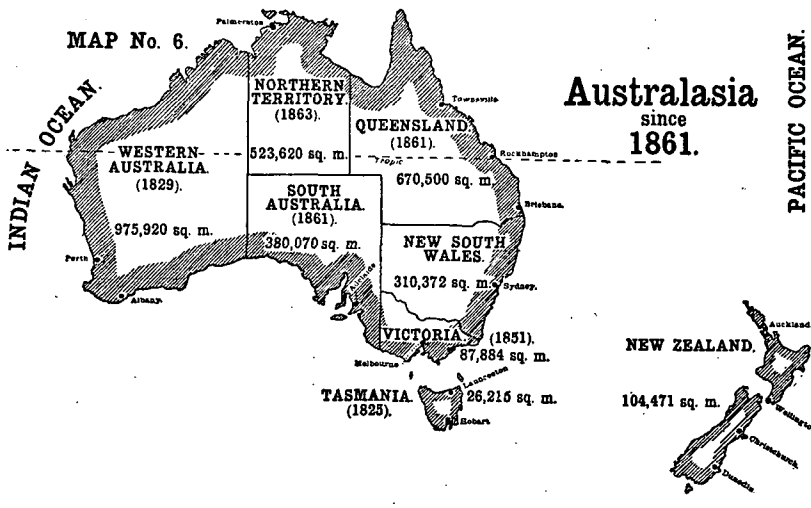 MAP No. 6.
Palmerston
Australasia
since
1861.
INDIAN OCEAN.
PACIFIC OCEAN.
NORTHERN
TERRITORY.
(1863).
523,620 sq. m.
Townsville
QUEENSLAND.
(1861).
Tropic
Rockhampton
670,500 sq. m.
Brisbane.
WESTERN-
AUSTRALIA.
(1829).
975,920 sq. m.
Perth
Albany.
SOUTH
AUSTRALIA.
(1861).
380,070 sq. m.
Adelaide
NEW SOUTH
WALES.
310,372 sq. m.
Sydney.
VICTORIA.
(1851).
87,884 sq. m.
Melbourne
TASMANIA.
(1825).
Launceston
26,215 sq. m.
Hobart
NEW ZEALAND.
104,471 sq. m.
Auckland
Wellington
Christchurch.
Dunedin